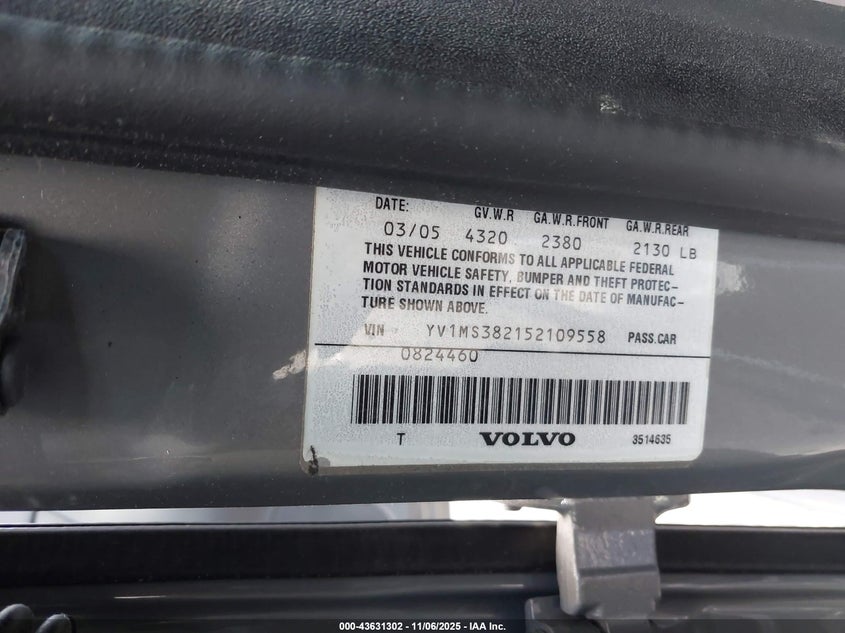 DATE: GV.W.R GA.W.R.FRONT GA.W.R.REAR
03/05 4320 2380 2130 LB
THIS VEHICLE CONFORMS TO ALL APPLICABLE FEDERAL
MOTOR VEHICLE SAFETY, BUMPER AND THEFT PROTEC-
TION STANDARDS IN EFFECT ON THE DATE OF MANUFAC-
TURE SHOWN ABOVE.
VIN YV1MS382152109558 PASS.CAR
0824460
T VOLVO 3514635
000-43631302 | 11/06/2025 - IAA Inc.